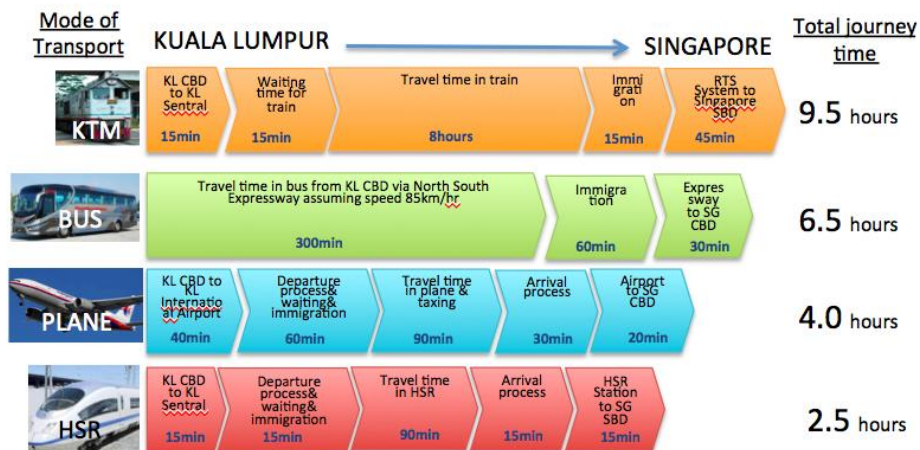 Mode of
Transport
KUALA LUMPUR
SINGAPORE
Total journey
time
KTM
KL CBD
to KL
Sentral
15min
Waiting
time for
train
15min
Travel time in train
8hours
Immi
grati
on
15min
RTS
System to
Singapore
SBD
45min
9.5 hours
BUS
Travel time in bus from KL CBD via North South
Expressway assuming speed 85km/hr
300min
Immigra
tion
60min
Expres
sway
to SG
CBD
30min
6.5 hours
PLANE
KL CBD to
KL
Internatio
al Airport
40min
Departure
process&
waiting&
immigration
60min
Travel time
in plane &
taxing
90min
Arrival
process
30min
Airport
to SG
CBD
20min
4.0 hours
HSR
KL CBD
to KL
Sentral
15min
Departure
process&
waiting&
immigration
15min
Travel time
in HSR
90min
Arrival
process
15min
HSR
Station
to SG
SBD
15min
2.5 hours